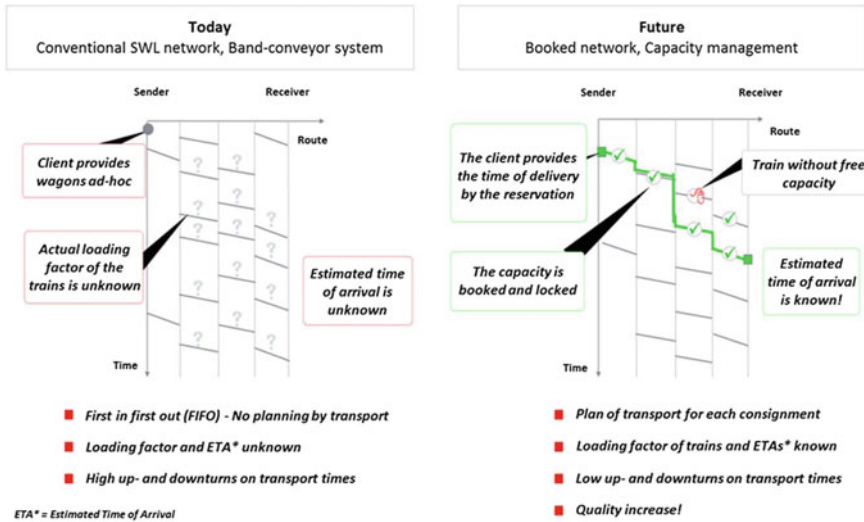 Today
Conventional SWL network, Band-conveyor system
Sender
Receiver
Route
Client provides
wagons ad-hoc
?
?
?
?
?
?
?
?
?
?
?
?
?
Actual loading
factor of the
trains is unknown
Estimated time
of arrival is
unknown
Time
First in first out (FIFO) - No planning by transport
Loading factor and ETA* unknown
High up- and downturns on transport times
ETA* = Estimated Time of Arrival
Future
Booked network, Capacity management
Sender
Receiver
Route
The client provides
the time of delivery
by the reservation
Train without free
capacity
The capacity is
booked and locked
Estimated
time of arrival
is known!
Time
Plan of transport for each consignment
Loading factor of trains and ETAs* known
Low up- and downturns on transport times
Quality increase!